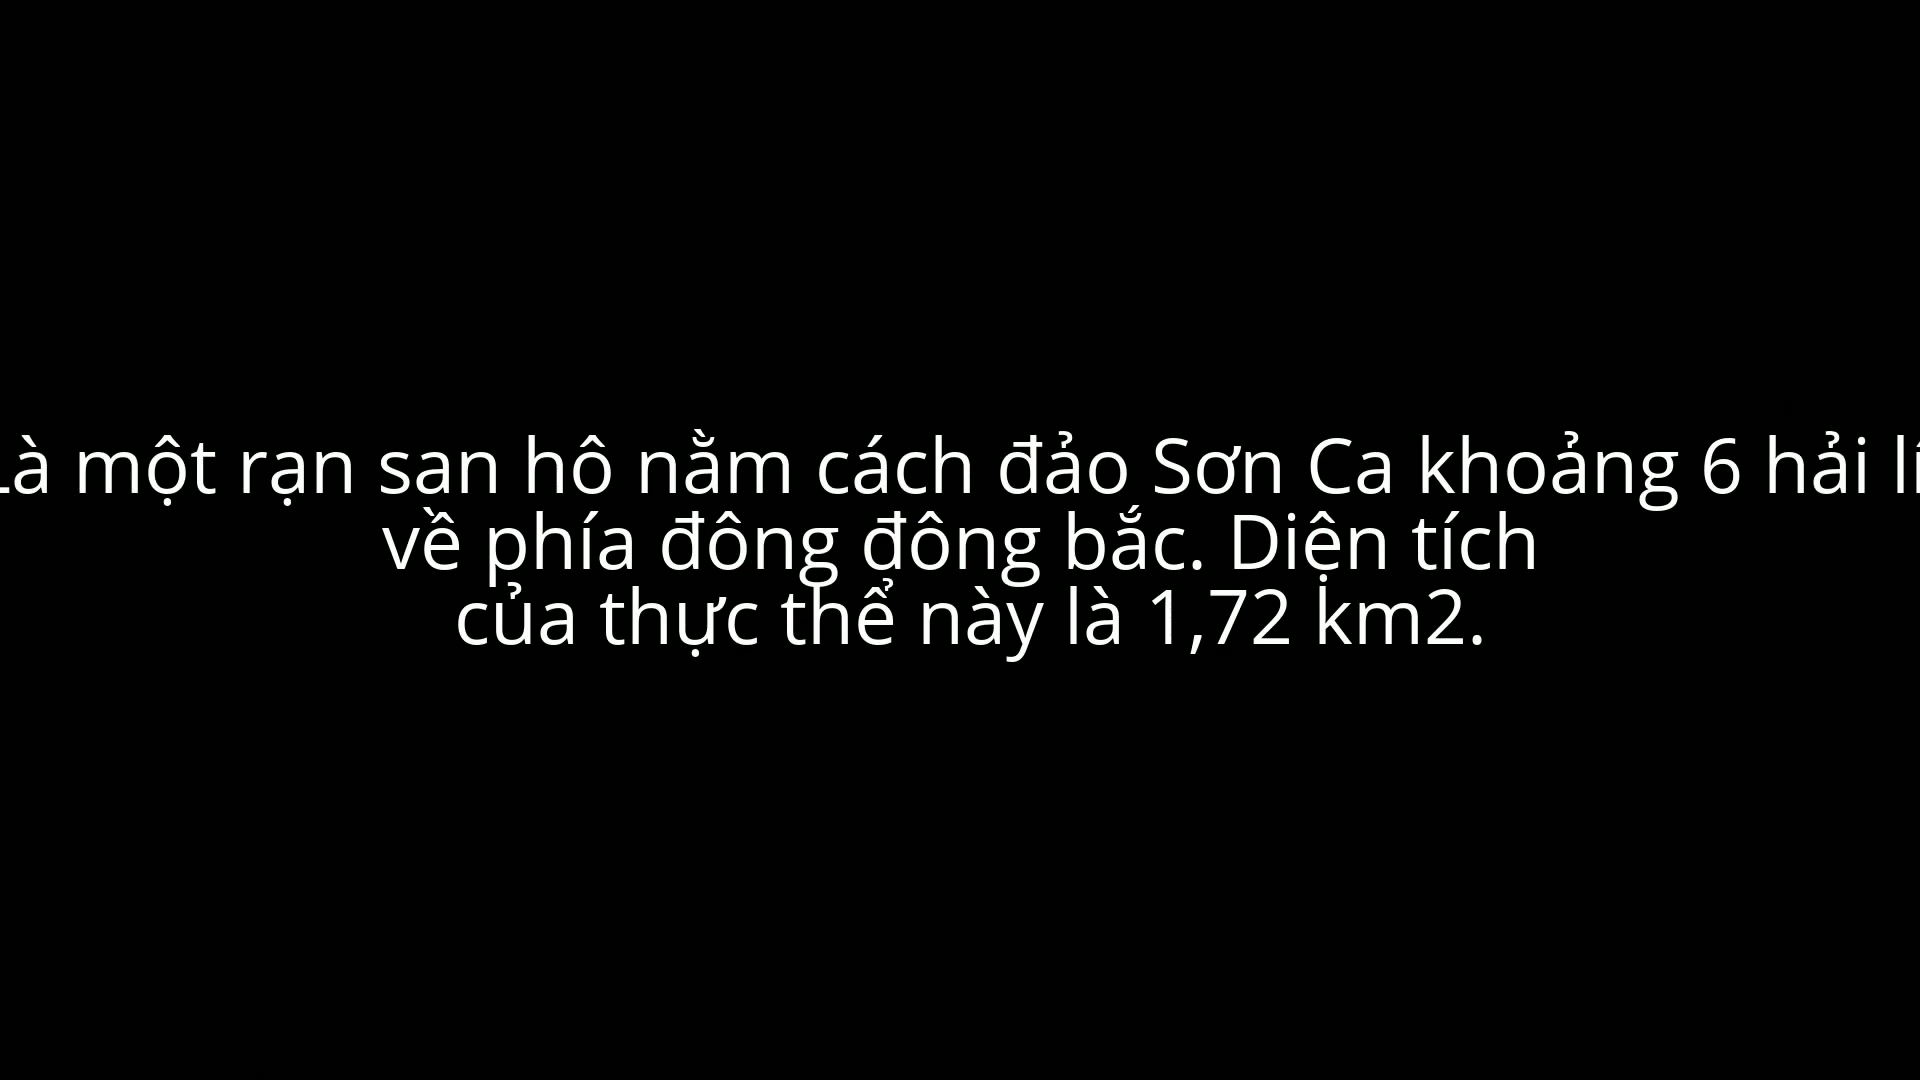 Là một rạn san hô nằm cách đảo Sơn Ca khoảng 6 hải lí
về phía đông đông bắc. Diện tích
của thực thể này là 1,72 km2.